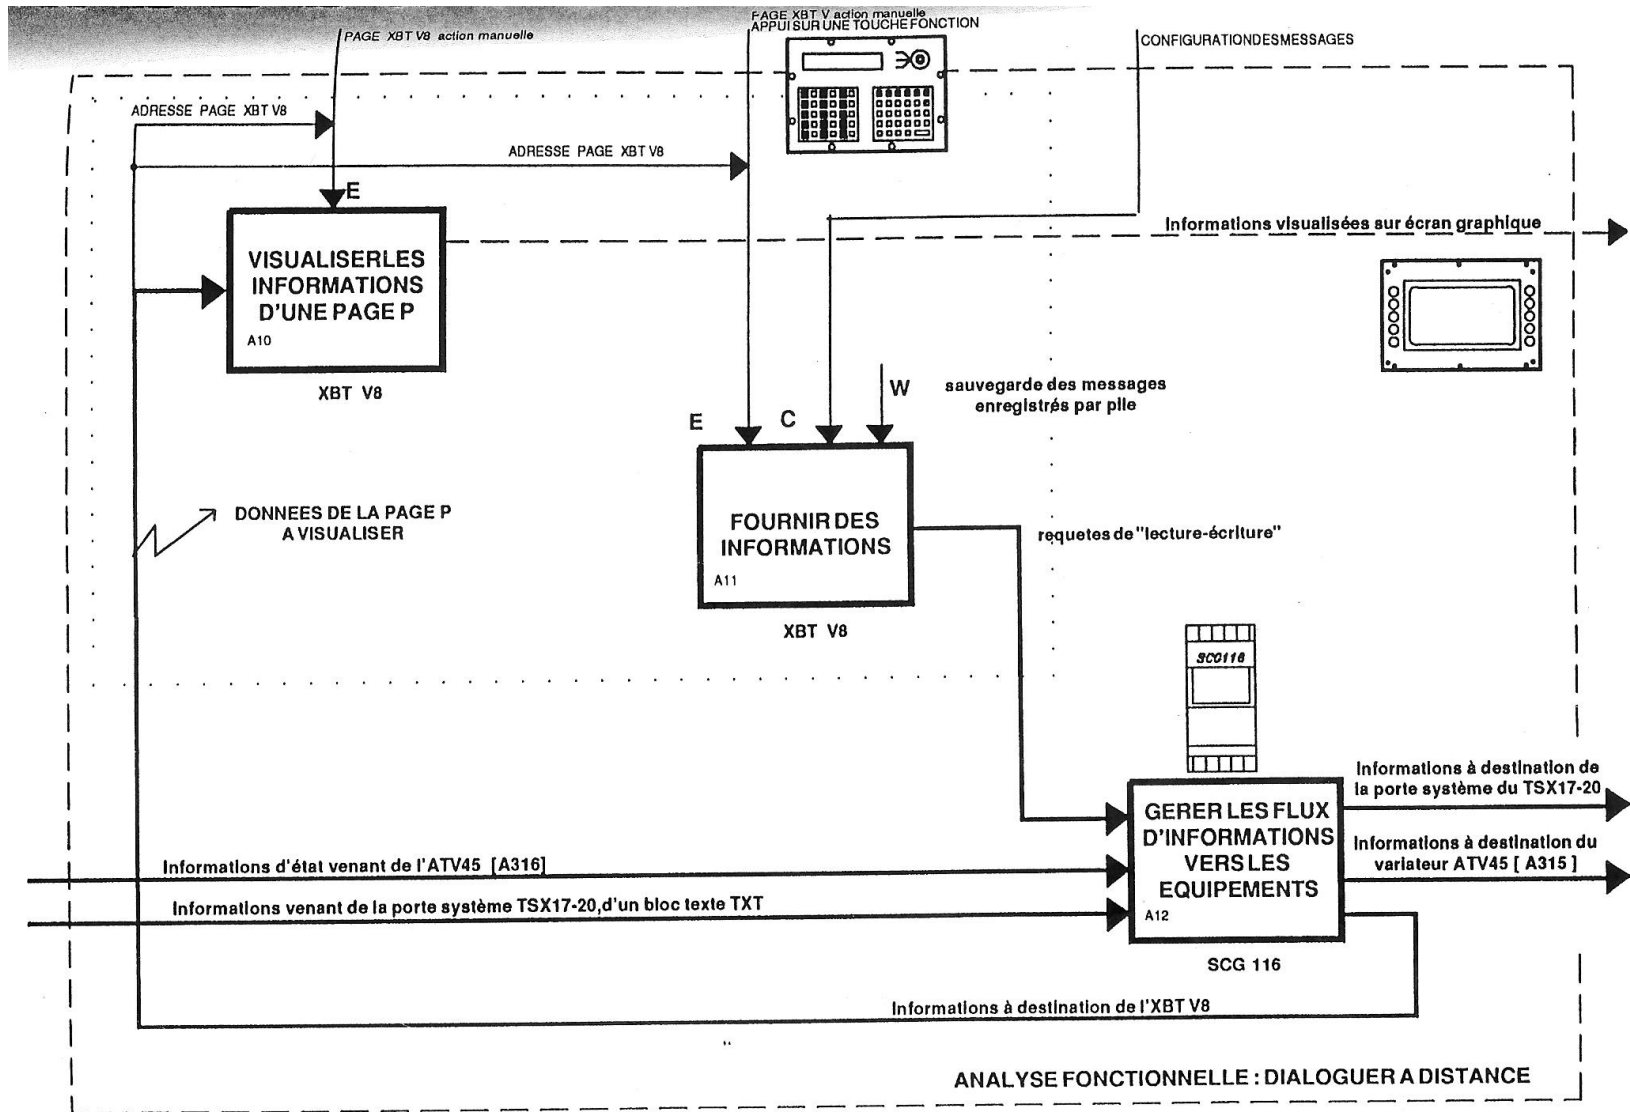 PAGE XBT V action manuelle
APPUI SUR UNE TOUCHE FONCTION
PAGE XBT V8 action manuelle
CONFIGURATIONDESMESSAGES
ADRESSE PAGE XBT V8
ADRESSE PAGE XBT V8
E
Informations visualisées sur écran graphique
VISUALISERLES
INFORMATIONS
D'UNE PAGE P
A10
XBT V8
W
sauvegarde des messages
enregistrés par pile
E
C
DONNEES DE LA PAGE P
A VISUALISER
FOURNIR DES
INFORMATIONS
A11
XBT V8
requetes de "lecture-écriture"
SCG116
Informations à destination de
la porte système du TSX17-20
GERER LES FLUX
D'INFORMATIONS
VERS LES
EQUIPEMENTS
A12
SCG 116
Informations à destination du
variateur ATV45 [ A315 ]
Informations d'état venant de l'ATV45 [A316]
Informations venant de la porte système TSX17-20,d'un bloc texte TXT
Informations à destination de l'XBT V8
ANALYSE FONCTIONNELLE : DIALOGUER A DISTANCE